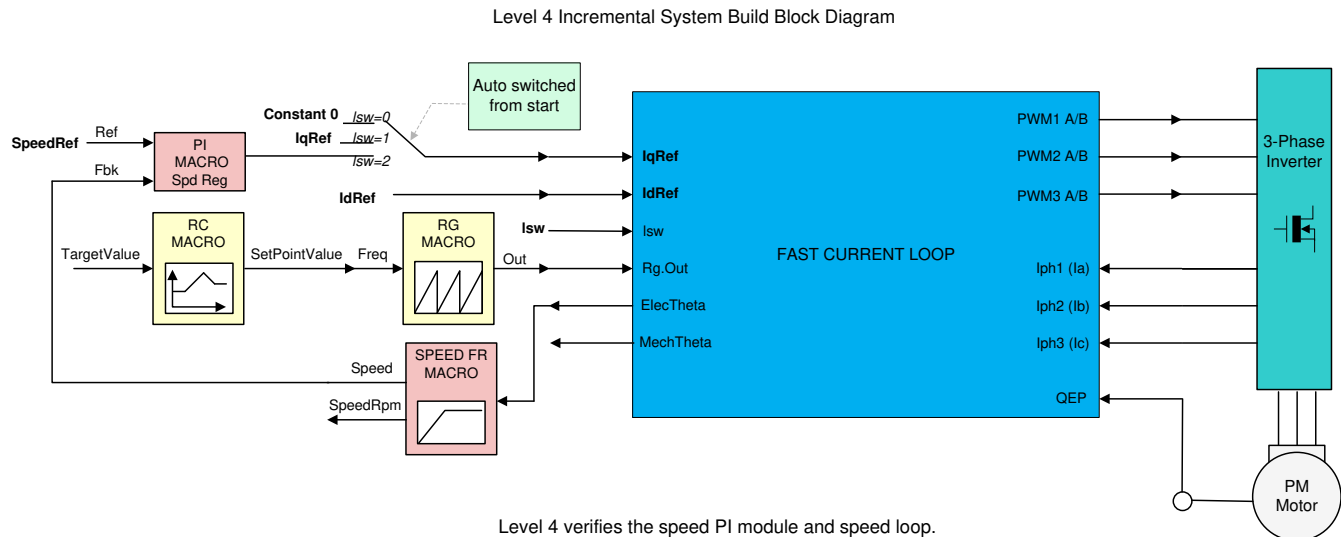 Level 4 Incremental System Build Block Diagram
Auto switched
from start
Constant 0
Isw=0
IqRef
Isw=1
Isw=2
SpeedRef
Ref
Fbk
PI
MACRO
Spd Reg
IdRef
Isw
TargetValue
RC
MACRO
SetPointValue
Freq
RG
MACRO
Out
Speed
SpeedRpm
SPEED FR
MACRO
IqRef
IdRef
Isw
Rg.Out
ElecTheta
MechTheta
FAST CURRENT LOOP
PWM1 A/B
PWM2 A/B
PWM3 A/B
Iph1 (Ia)
Iph2 (Ib)
Iph3 (Ic)
QEP
3-Phase
Inverter
PM
Motor
Level 4 verifies the speed PI module and speed loop.